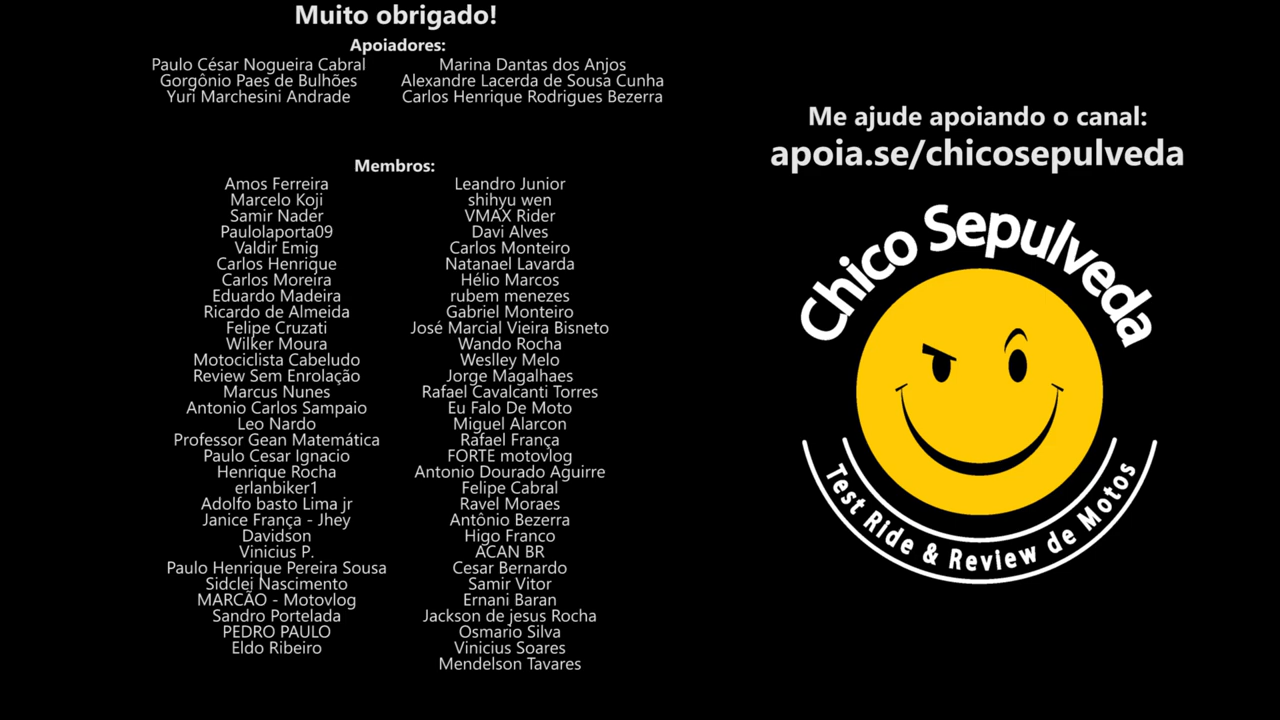 Muito obrigado!
Apoiadores:
Paulo César Nogueira Cabral
Gorgônio Paes de Bulhões
Yuri Marchesini Andrade
Marina Dantas dos Anjos
Alexandre Lacerda de Sousa Cunha
Carlos Henrique Rodrigues Bezerra
Membros:
Amos Ferreira
Marcelo Koji
Samir Nader
Paulolaporta09
Valdir Emig
Carlos Henrique
Carlos Moreira
Eduardo Madeira
Ricardo de Almeida
Felipe Cruzati
Wilker Moura
Motociclista Cabeludo
Review Sem Enrolação
Marcus Nunes
Antonio Carlos Sampaio
Leo Nardo
Professor Gean Matemática
Paulo Cesar Ignacio
Henrique Rocha
erlanbiker1
Adolfo basto Lima jr
Janice França - Jhey
Davidson
Vinicius P.
Paulo Henrique Pereira Sousa
Sidclei Nascimento
MARCÃO - Motovlog
Sandro Portelada
PEDRO PAULO
Eldo Ribeiro
Leandro Junior
shihyu wen
VMAX Rider
Davi Alves
Carlos Monteiro
Natanael Lavarda
Hélio Marcos
rubem menezes
Gabriel Monteiro
José Marcial Vieira Bisneto
Wando Rocha
Weslley Melo
Jorge Magalhaes
Rafael Cavalcanti Torres
Eu Falo De Moto
Miguel Alarcon
Rafael França
FORTE motovlog
Antonio Dourado Aguirre
Felipe Cabral
Ravel Moraes
Antônio Bezerra
Higo Franco
ACAN BR
Cesar Bernardo
Samir Vitor
Ernani Baran
Jackson de jesus Rocha
Osmario Silva
Vinicius Soares
Mendelson Tavares
Me ajude apoiando o canal:
apoia.se/chicosepulveda
Chico Sepulveda
Test Ride & Review de Motos